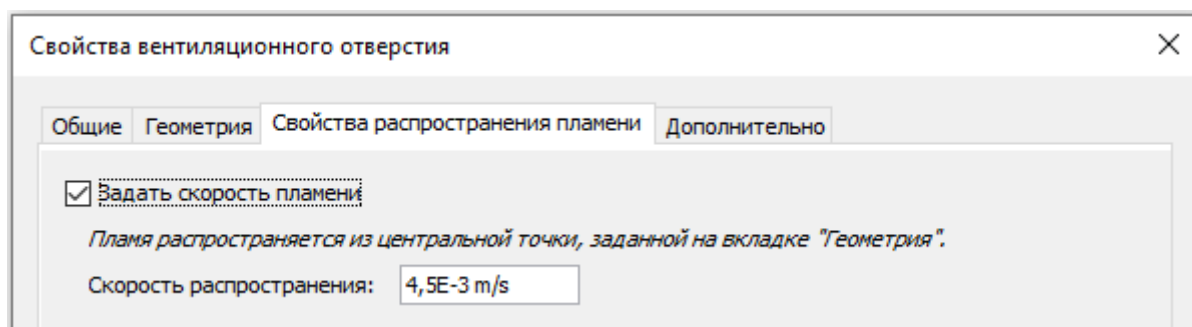 Свойства вентиляционного отверстия
Общие Геометрия Свойства распространения пламени Дополнительно
Задать скорость пламени
Пламя распространяется из центральной точки, заданной на вкладке "Геометрия".
Скорость распространения: 4,5E-3 m/s